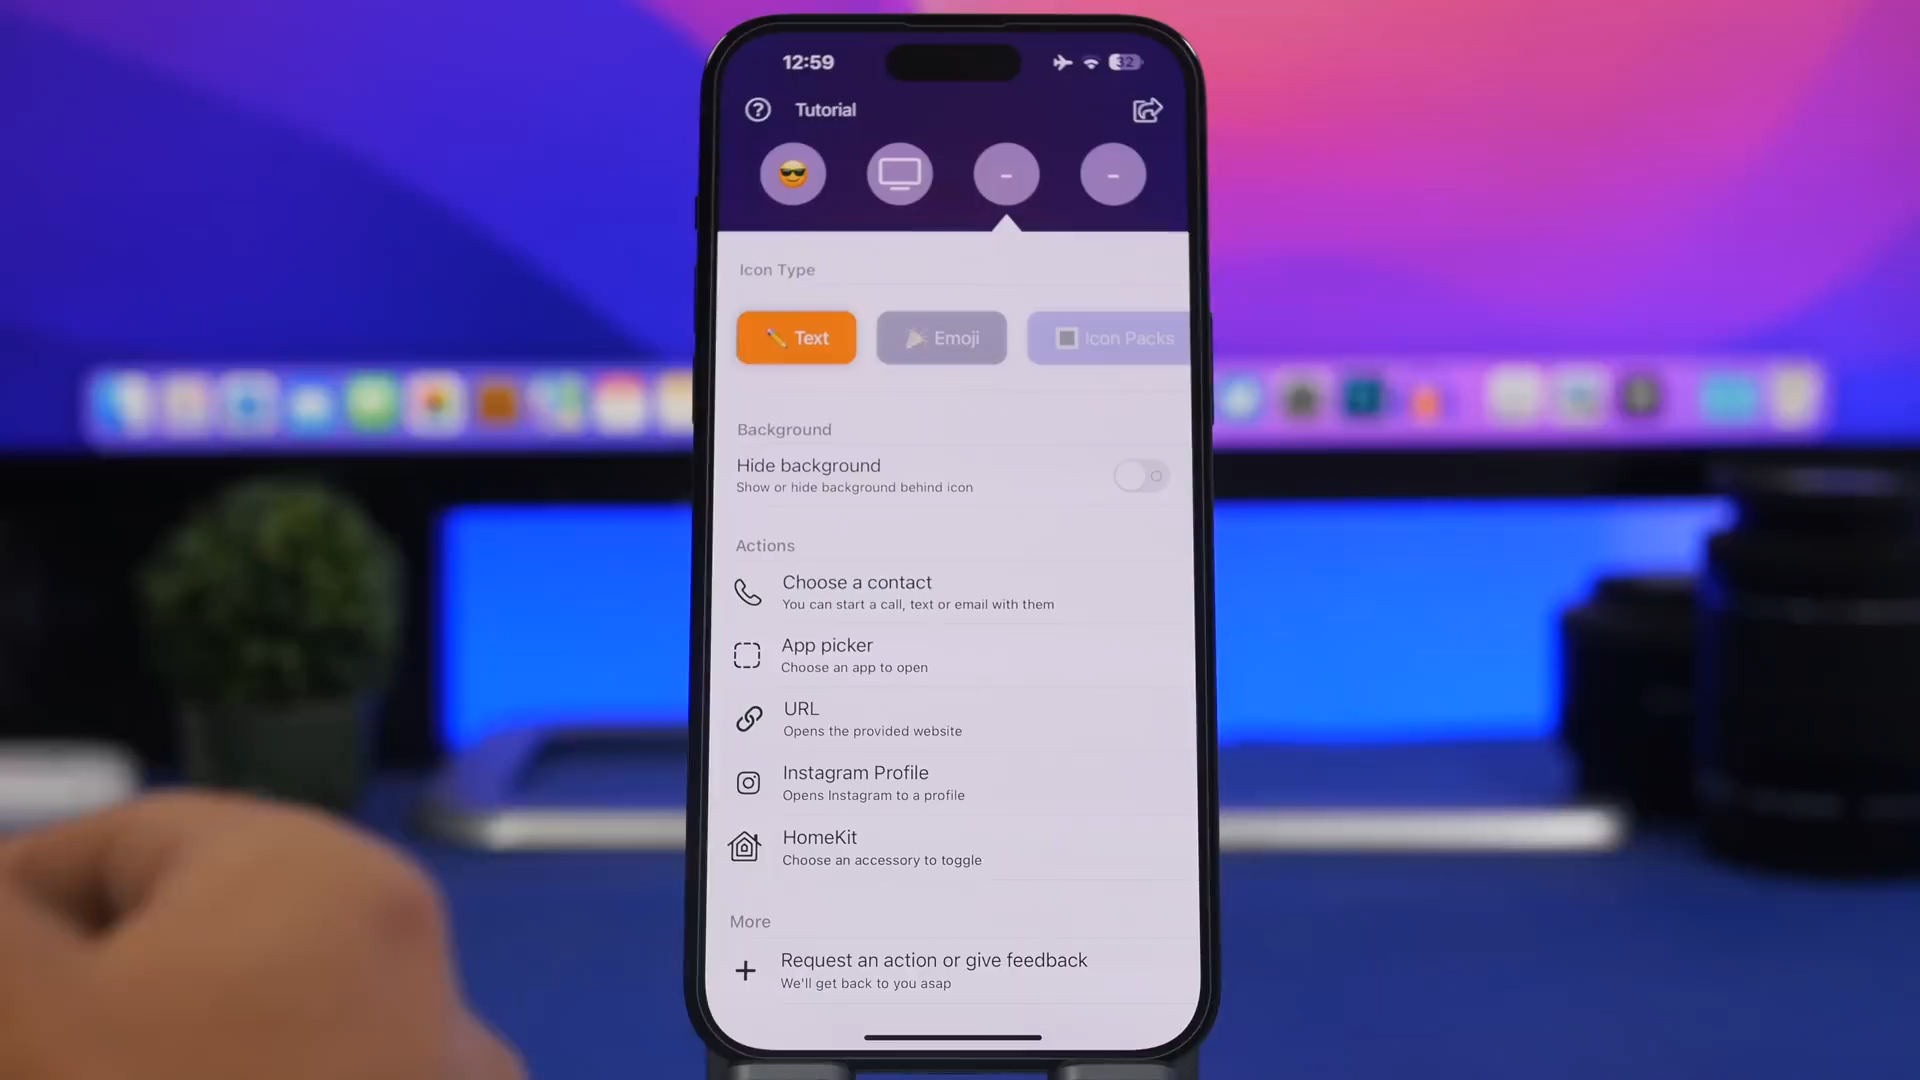 12:59
32
Tutorial
-
-
Icon Type
Text
Emoji
Icon Packs
Background
Hide background
Show or hide background behind icon
Actions
Choose a contact
You can start a call, text or email with them
App picker
Choose an app to open
URL
Opens the provided website
Instagram Profile
Opens Instagram to a profile
HomeKit
Choose an accessory to toggle
More
Request an action or give feedback
We'll get back to you asap